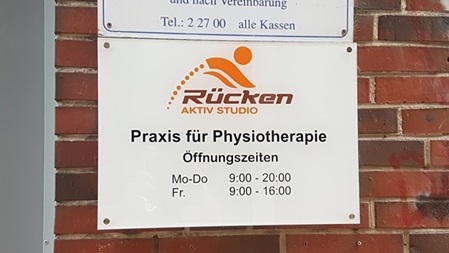 und nach Vereinbarung
Tel.: 2 27 00 alle Kassen
Rücken
AKTIV STUDIO
Praxis für Physiotherapie
Öffnungszeiten
Mo-Do 9:00 - 20:00
Fr. 9:00 - 16:00